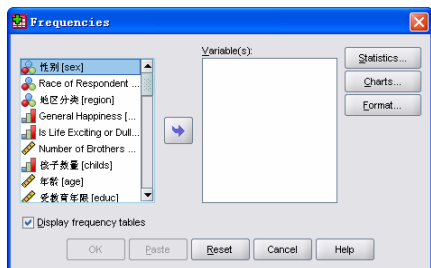 Frequencies
Variable(s):
性别 [sex]
Race of Respondent ...
地区分类 [region]
General Happiness [...
Is Life Exciting or Dull...
Number of Brothers ...
孩子数量 [childs]
年龄 [age]
受教育年限 [educ]
Statistics...
Charts...
Format...
Display frequency tables
OK
Paste
Reset
Cancel
Help